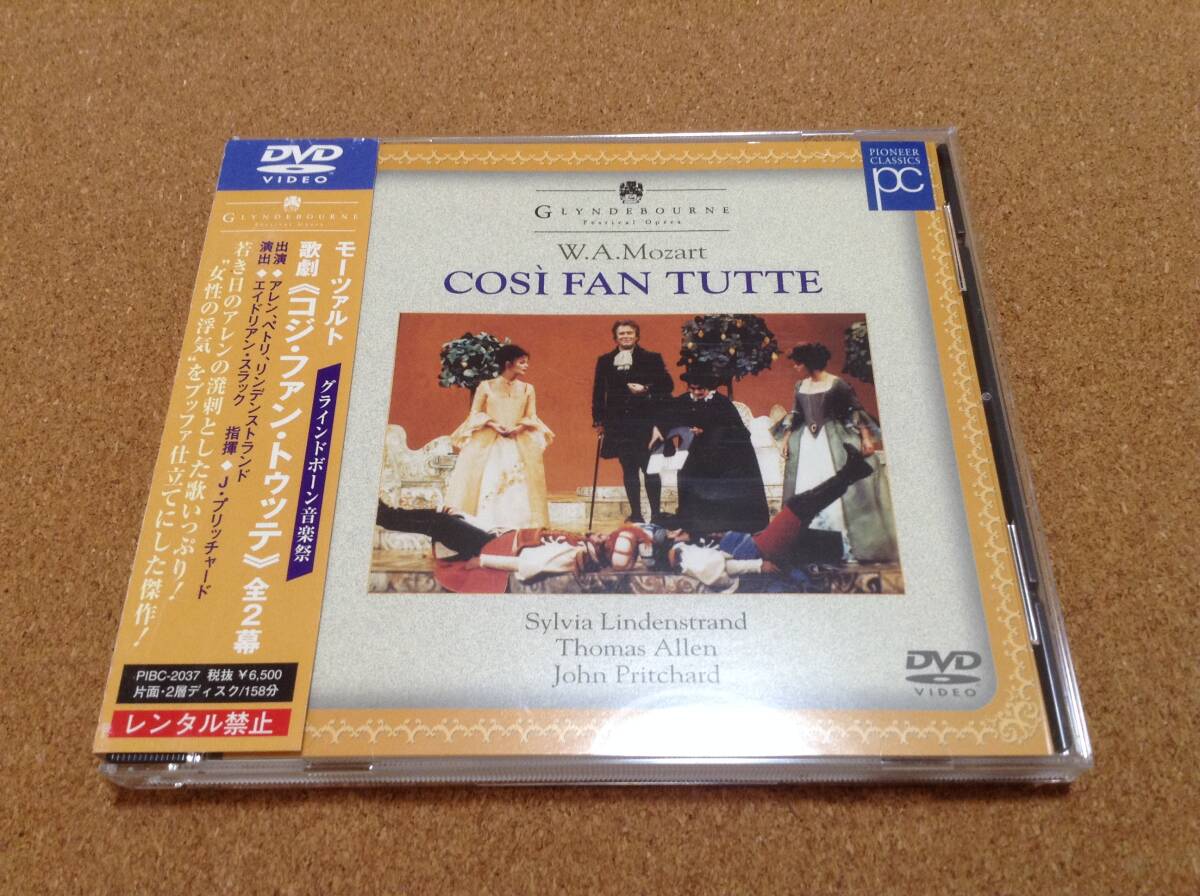 DVD
VIDEO
GLYNDEBOURNE
Festival Opera
グラインドボーン音楽祭
モーツァルト
歌劇《コジ・ファン・トゥッテ》全2幕
出演◆アレン、ペトリ、リンデンストランド
演出◆エイドリアン・スラック 指揮◆J・プリッチャード
若き日のアレンの溌剌とした歌いっぷり!
"女性の浮気"をブッファ仕立てにした傑作!
PIBC-2037 税抜 ¥6,500
片面・2層ディスク/158分
レンタル禁止
PIONEER
CLASSICS
pc
GLYNDEBOURNE
Festival Opera
W.A.Mozart
COSÌ FAN TUTTE
Sylvia Lindenstrand
Thomas Allen
John Pritchard
DVD
VIDEO